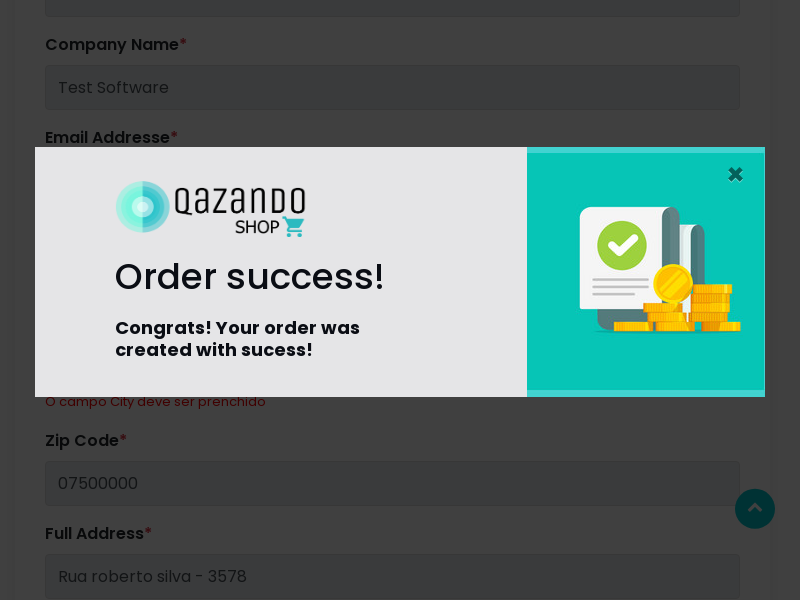 Company Name*
Test Software
Email Addresse*
QAZANDO
SHOP
Order success!
Congrats! Your order was
created with sucess!
O campo City deve ser prenchido
Zip Code*
07500000
Full Address*
Rua roberto silva - 3578